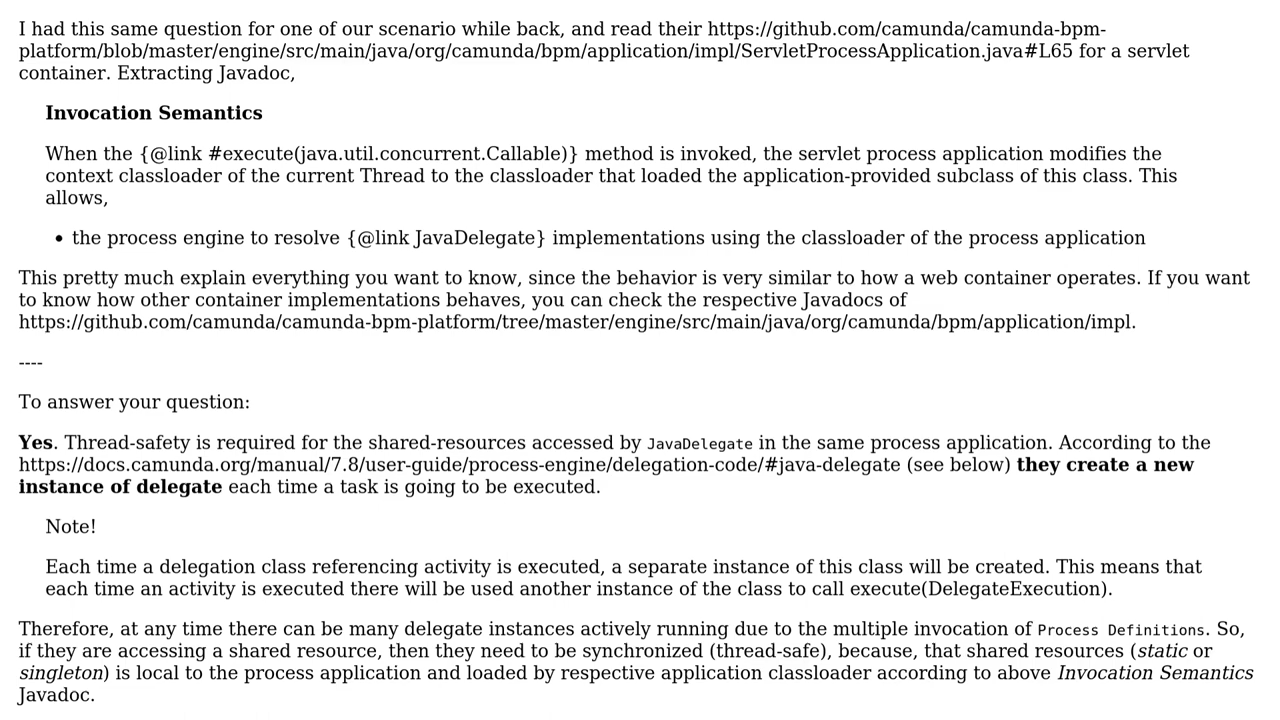 I had this same question for one of our scenario while back, and read their https://github.com/camunda/camunda-bpm-
platform/blob/master/engine/src/main/java/org/camunda/bpm/application/impl/ServletProcessApplication.java#L65 for a servlet
container. Extracting Javadoc,
Invocation Semantics
When the {@link #execute(java.util.concurrent.Callable)} method is invoked, the servlet process application modifies the
context classloader of the current Thread to the classloader that loaded the application-provided subclass of this class. This
allows,
• the process engine to resolve {@link JavaDelegate} implementations using the classloader of the process application
This pretty much explain everything you want to know, since the behavior is very similar to how a web container operates. If you want
to know how other container implementations behaves, you can check the respective Javadocs of
https://github.com/camunda/camunda-bpm-platform/tree/master/engine/src/main/java/org/camunda/bpm/application/impl.
----
To answer your question:
Yes. Thread-safety is required for the shared-resources accessed by JavaDelegate in the same process application. According to the
https://docs.camunda.org/manual/7.8/user-guide/process-engine/delegation-code/#java-delegate (see below) they create a new
instance of delegate each time a task is going to be executed.
Note!
Each time a delegation class referencing activity is executed, a separate instance of this class will be created. This means that
each time an activity is executed there will be used another instance of the class to call execute(DelegateExecution).
Therefore, at any time there can be many delegate instances actively running due to the multiple invocation of Process Definitions. So,
if they are accessing a shared resource, then they need to be synchronized (thread-safe), because, that shared resources (static or
singleton) is local to the process application and loaded by respective application classloader according to above Invocation Semantics
Javadoc.